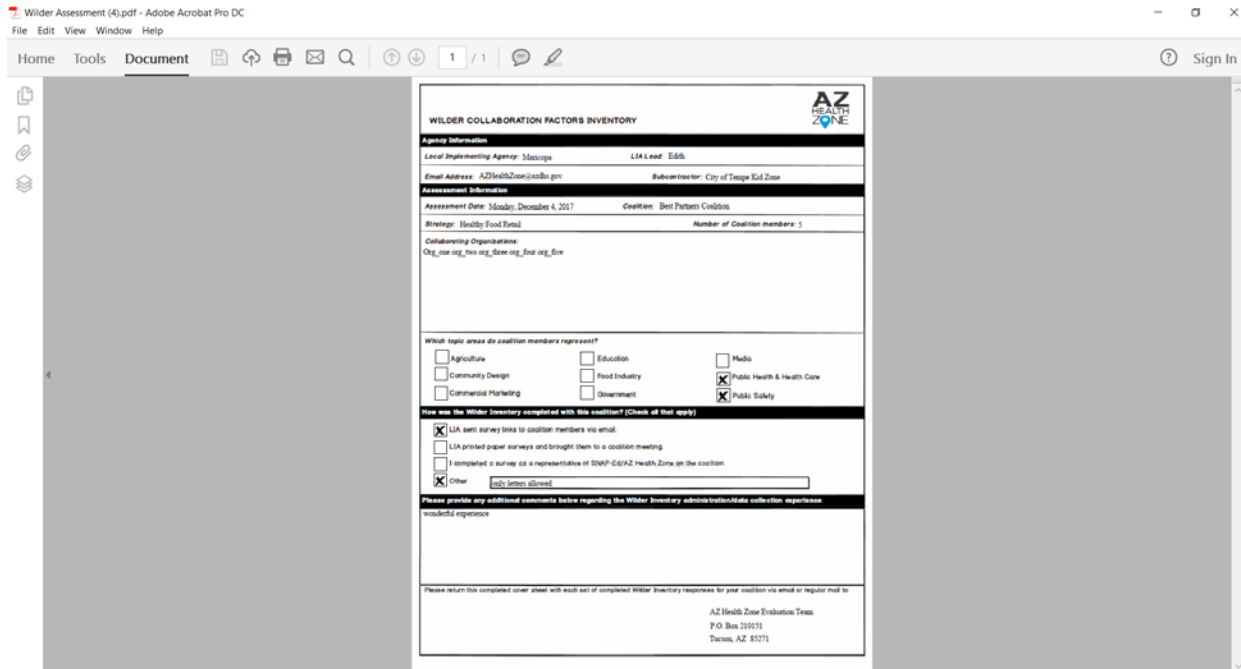 Wilder Assessment (4).pdf - Adobe Acrobat Pro DC
File Edit View Window Help
Home Tools Document 1 / 1 Sign In
AZ
HEALTH
ZONE
WILDER COLLABORATION FACTORS INVENTORY
Agency Information
Local Implementing Agency: Maricopa LIA Lead: Edith
Email Address: AZHealthZone@azdhs.gov Subcontractor: City of Tempe Kid Zone
Assessment Information
Assessment Date: Monday, December 4, 2017 Coalition: Best Partners Coalition
Strategy: Healthy Food Retail Number of Coalition members: 5
Collaborating Organizations:
Org_one org_two org_three org_four org_five
Which topic areas do coalition members represent?
Agriculture Education Media
Community Design Food Industry Public Health & Health Care
Commercial Marketing Government Public Safety
How was the Wilder Inventory completed with this coalition? (Check all that apply)
LIA sent survey links to coalition members via email.
LIA printed paper surveys and brought them to a coalition meeting.
I completed a survey as a representative of SNAP-Ed/AZ Health Zone on the coalition
Other only letters allowed
Please provide any additional comments below regarding the Wilder Inventory administration/data collection experience
wonderful experience
Please return this completed cover sheet with each set of completed Wilder Inventory responses for your coalition via email or regular mail to:
AZ Health Zone Evaluation Team
P.O. Box 210151
Tucson, AZ 85271